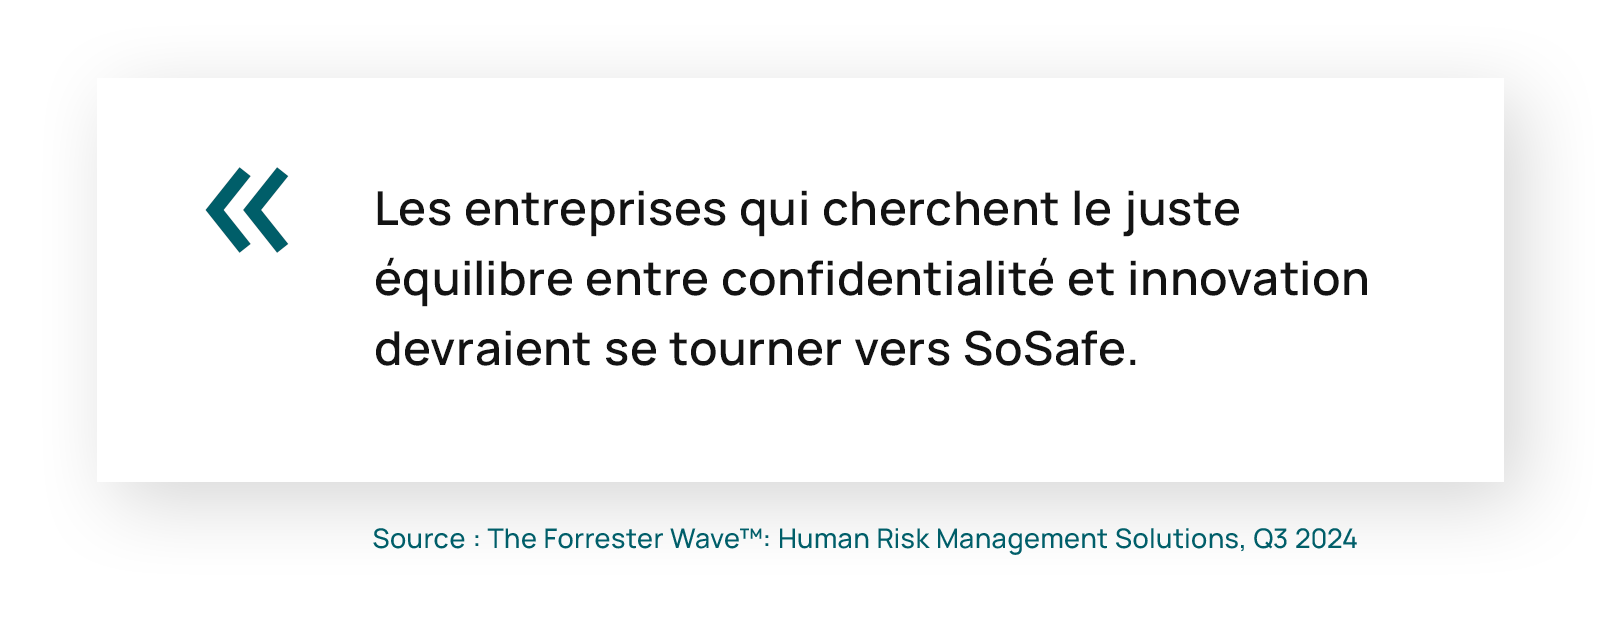 «
Les entreprises qui cherchent le juste
équilibre entre confidentialité et innovation
devraient se tourner vers SoSafe.
Source : The Forrester Wave™: Human Risk Management Solutions, Q3 2024